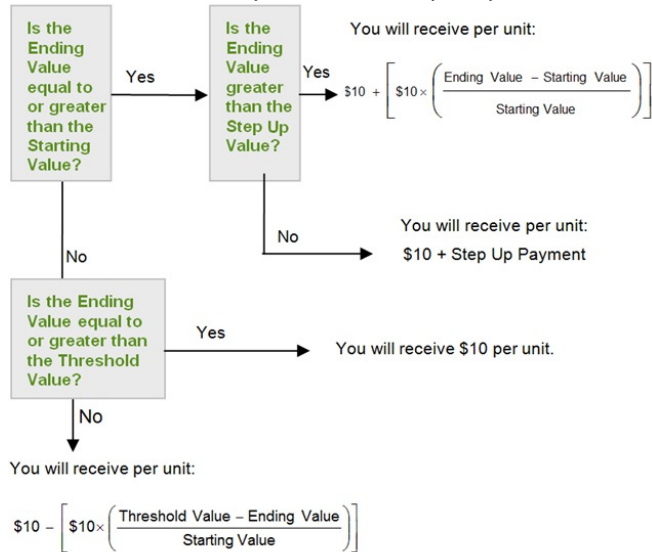 Is the
Ending
Value
equal to
or greater
than the
Starting
Value?
Yes
Is the
Ending
Value
greater
than the
Step Up
Value?
Yes
You will receive per unit:
$10 + [ $10 × ( Ending Value – Starting Value
Starting Value ) ]
No
You will receive per unit:
$10 + Step Up Payment
No
Is the Ending
Value equal to
or greater than
the Threshold
Value?
Yes
You will receive $10 per unit.
No
You will receive per unit:
$10 – [ $10× ( Threshold Value – Ending Value
Starting Value ) ]